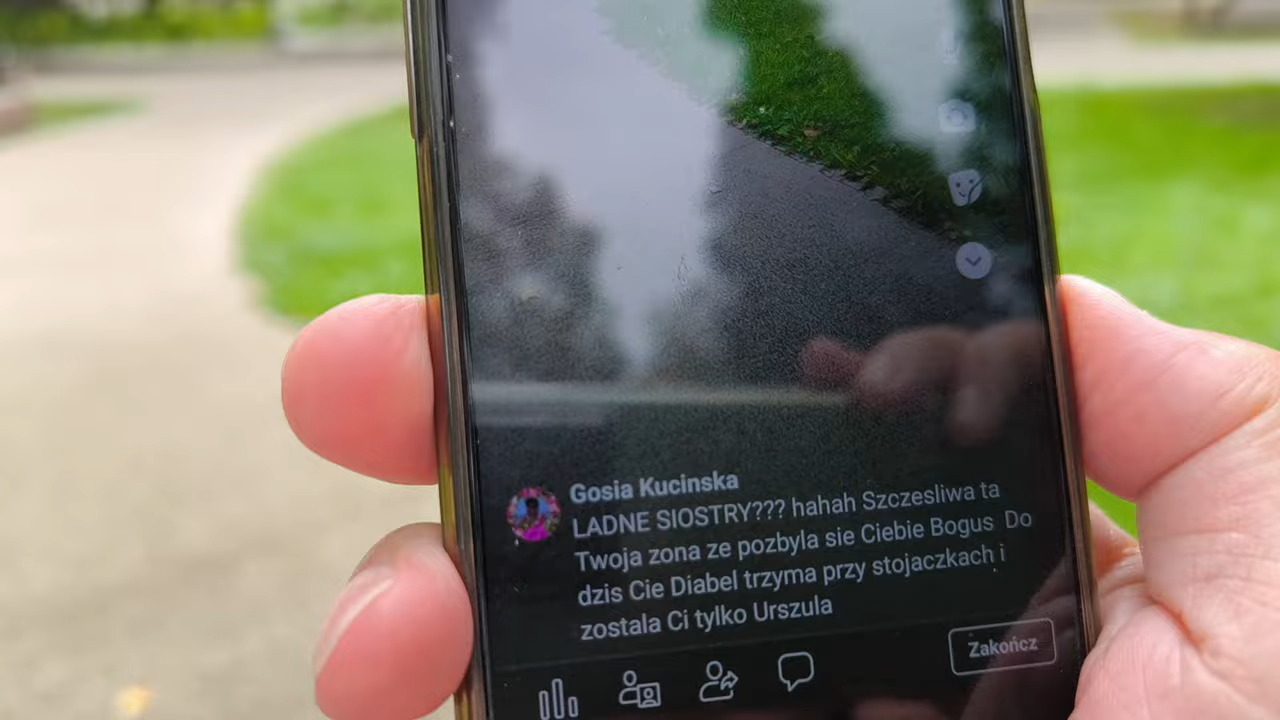 Gosia Kucinska
LADNE SIOSTRY??? hahah Szczesliwa ta
Twoja zona ze pozbyla sie Ciebie Bogus Do
dzis Cie Diabel trzyma przy stojaczkach i
zostala Ci tylko Urszula
Zakończ